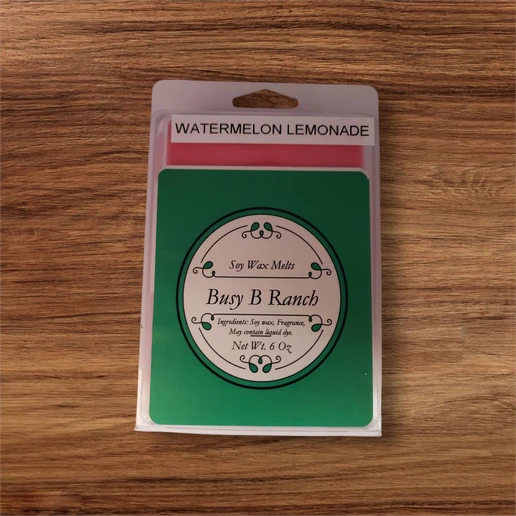 WATERMELON LEMONADE
Soy Wax Melts
Busy B Ranch
Ingredients: Soy wax, Fragrance,
May contain liquid dye.
Net Wt. 6 Oz